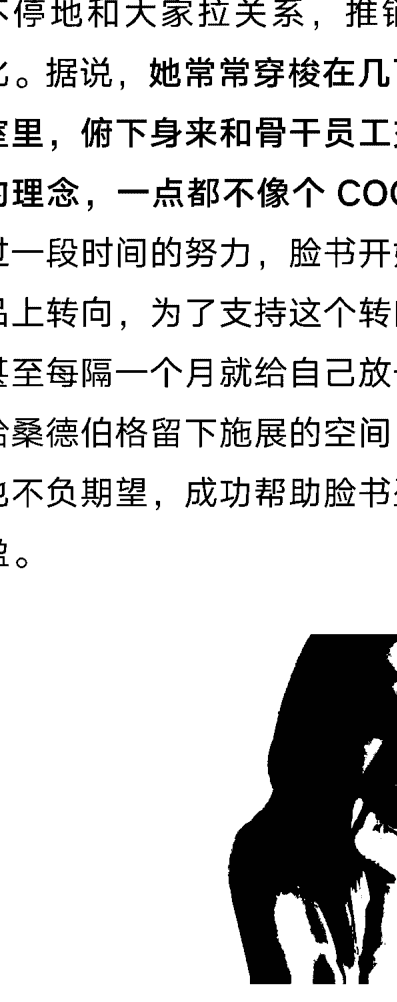 不停地和大家拉关系，推销
化。据说，她常常穿梭在几
室里，俯下身来和骨干员工
的理念，一点都不像个 COO
过一段时间的努力，脸书开始
品上转向，为了支持这个转
甚至每隔一个月就给自己放
给桑德伯格留下施展的空间
也不负期望，成功帮助脸书
盈。